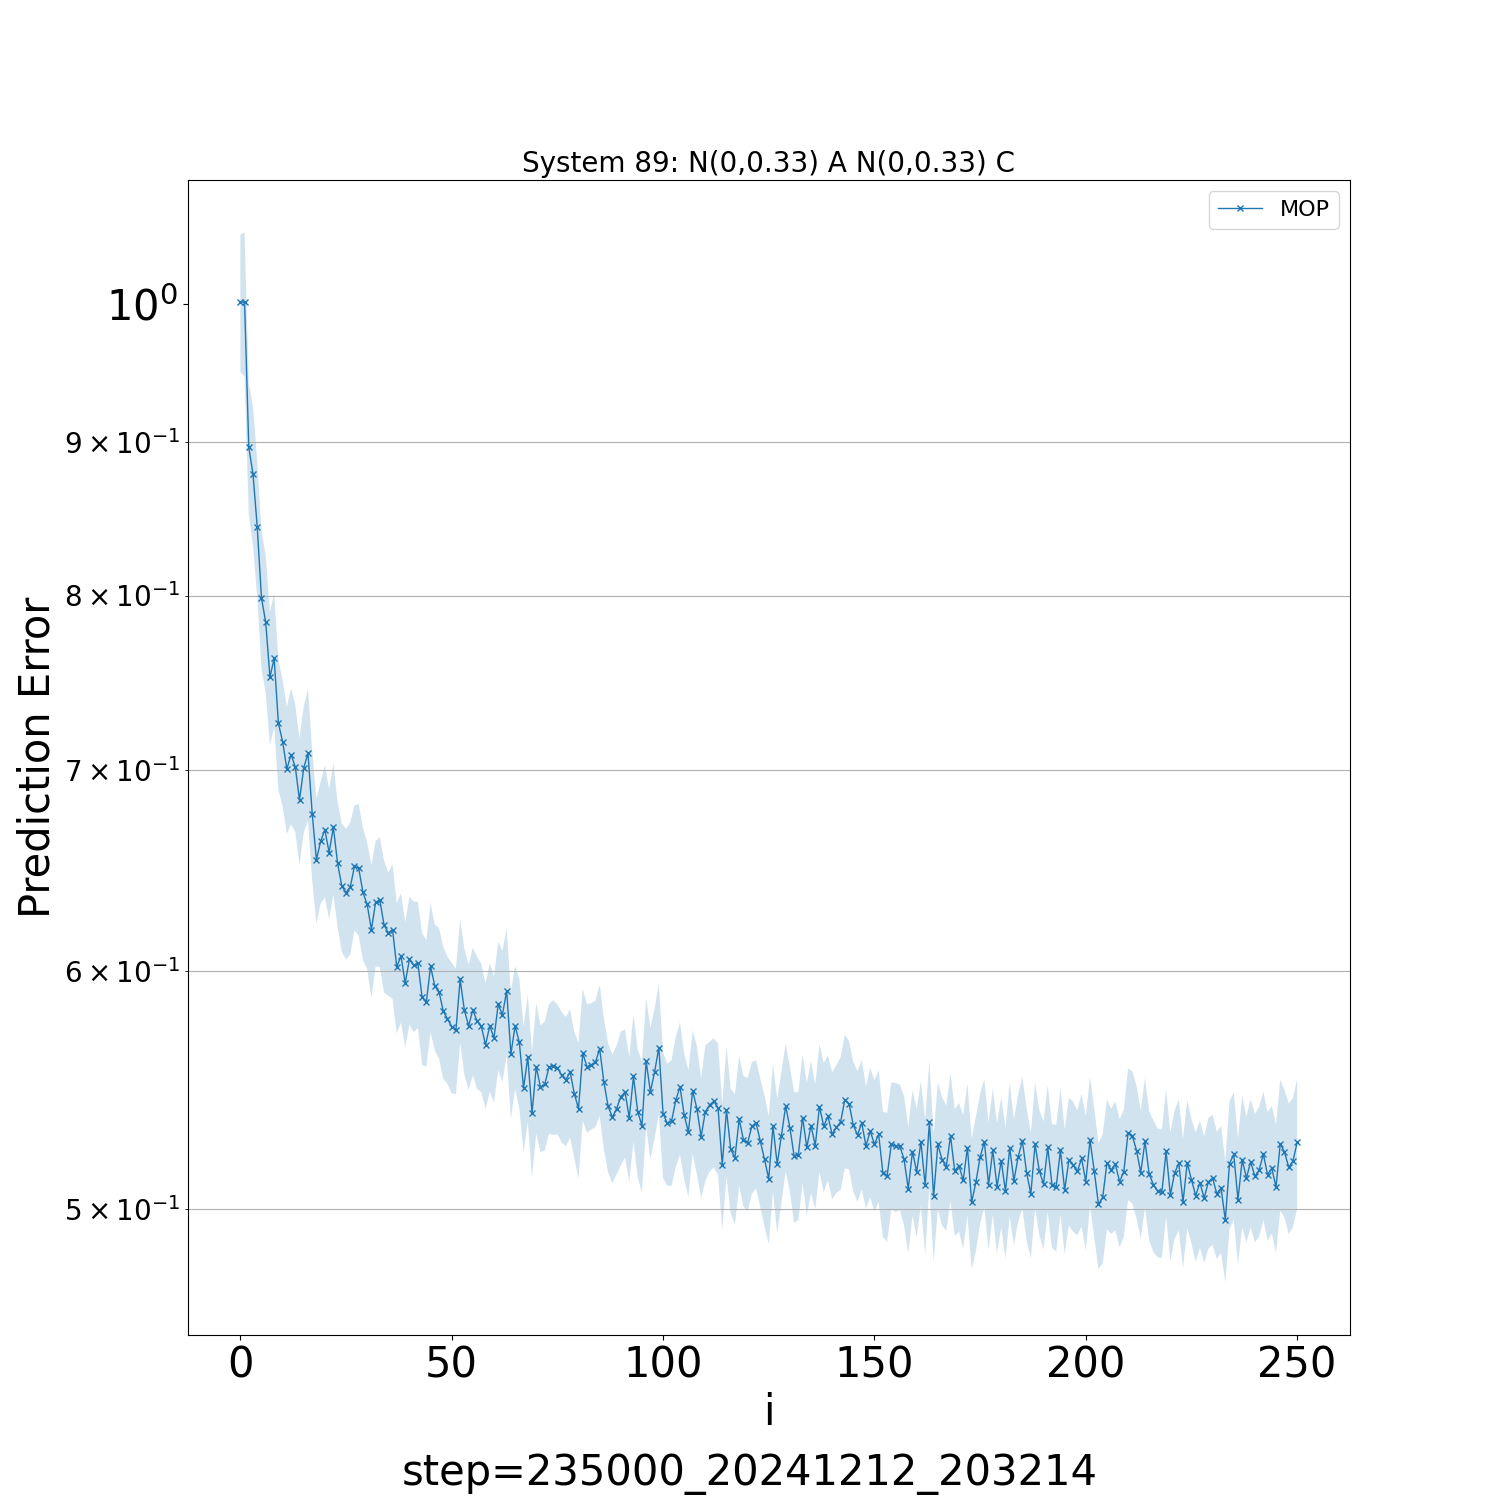 System 89: N(0,0.33) A N(0,0.33) C
MOP
10⁰
9 × 10⁻¹
8 × 10⁻¹
7 × 10⁻¹
6 × 10⁻¹
5 × 10⁻¹
Prediction Error
0 50 100 150 200 250
i
step=235000_20241212_203214